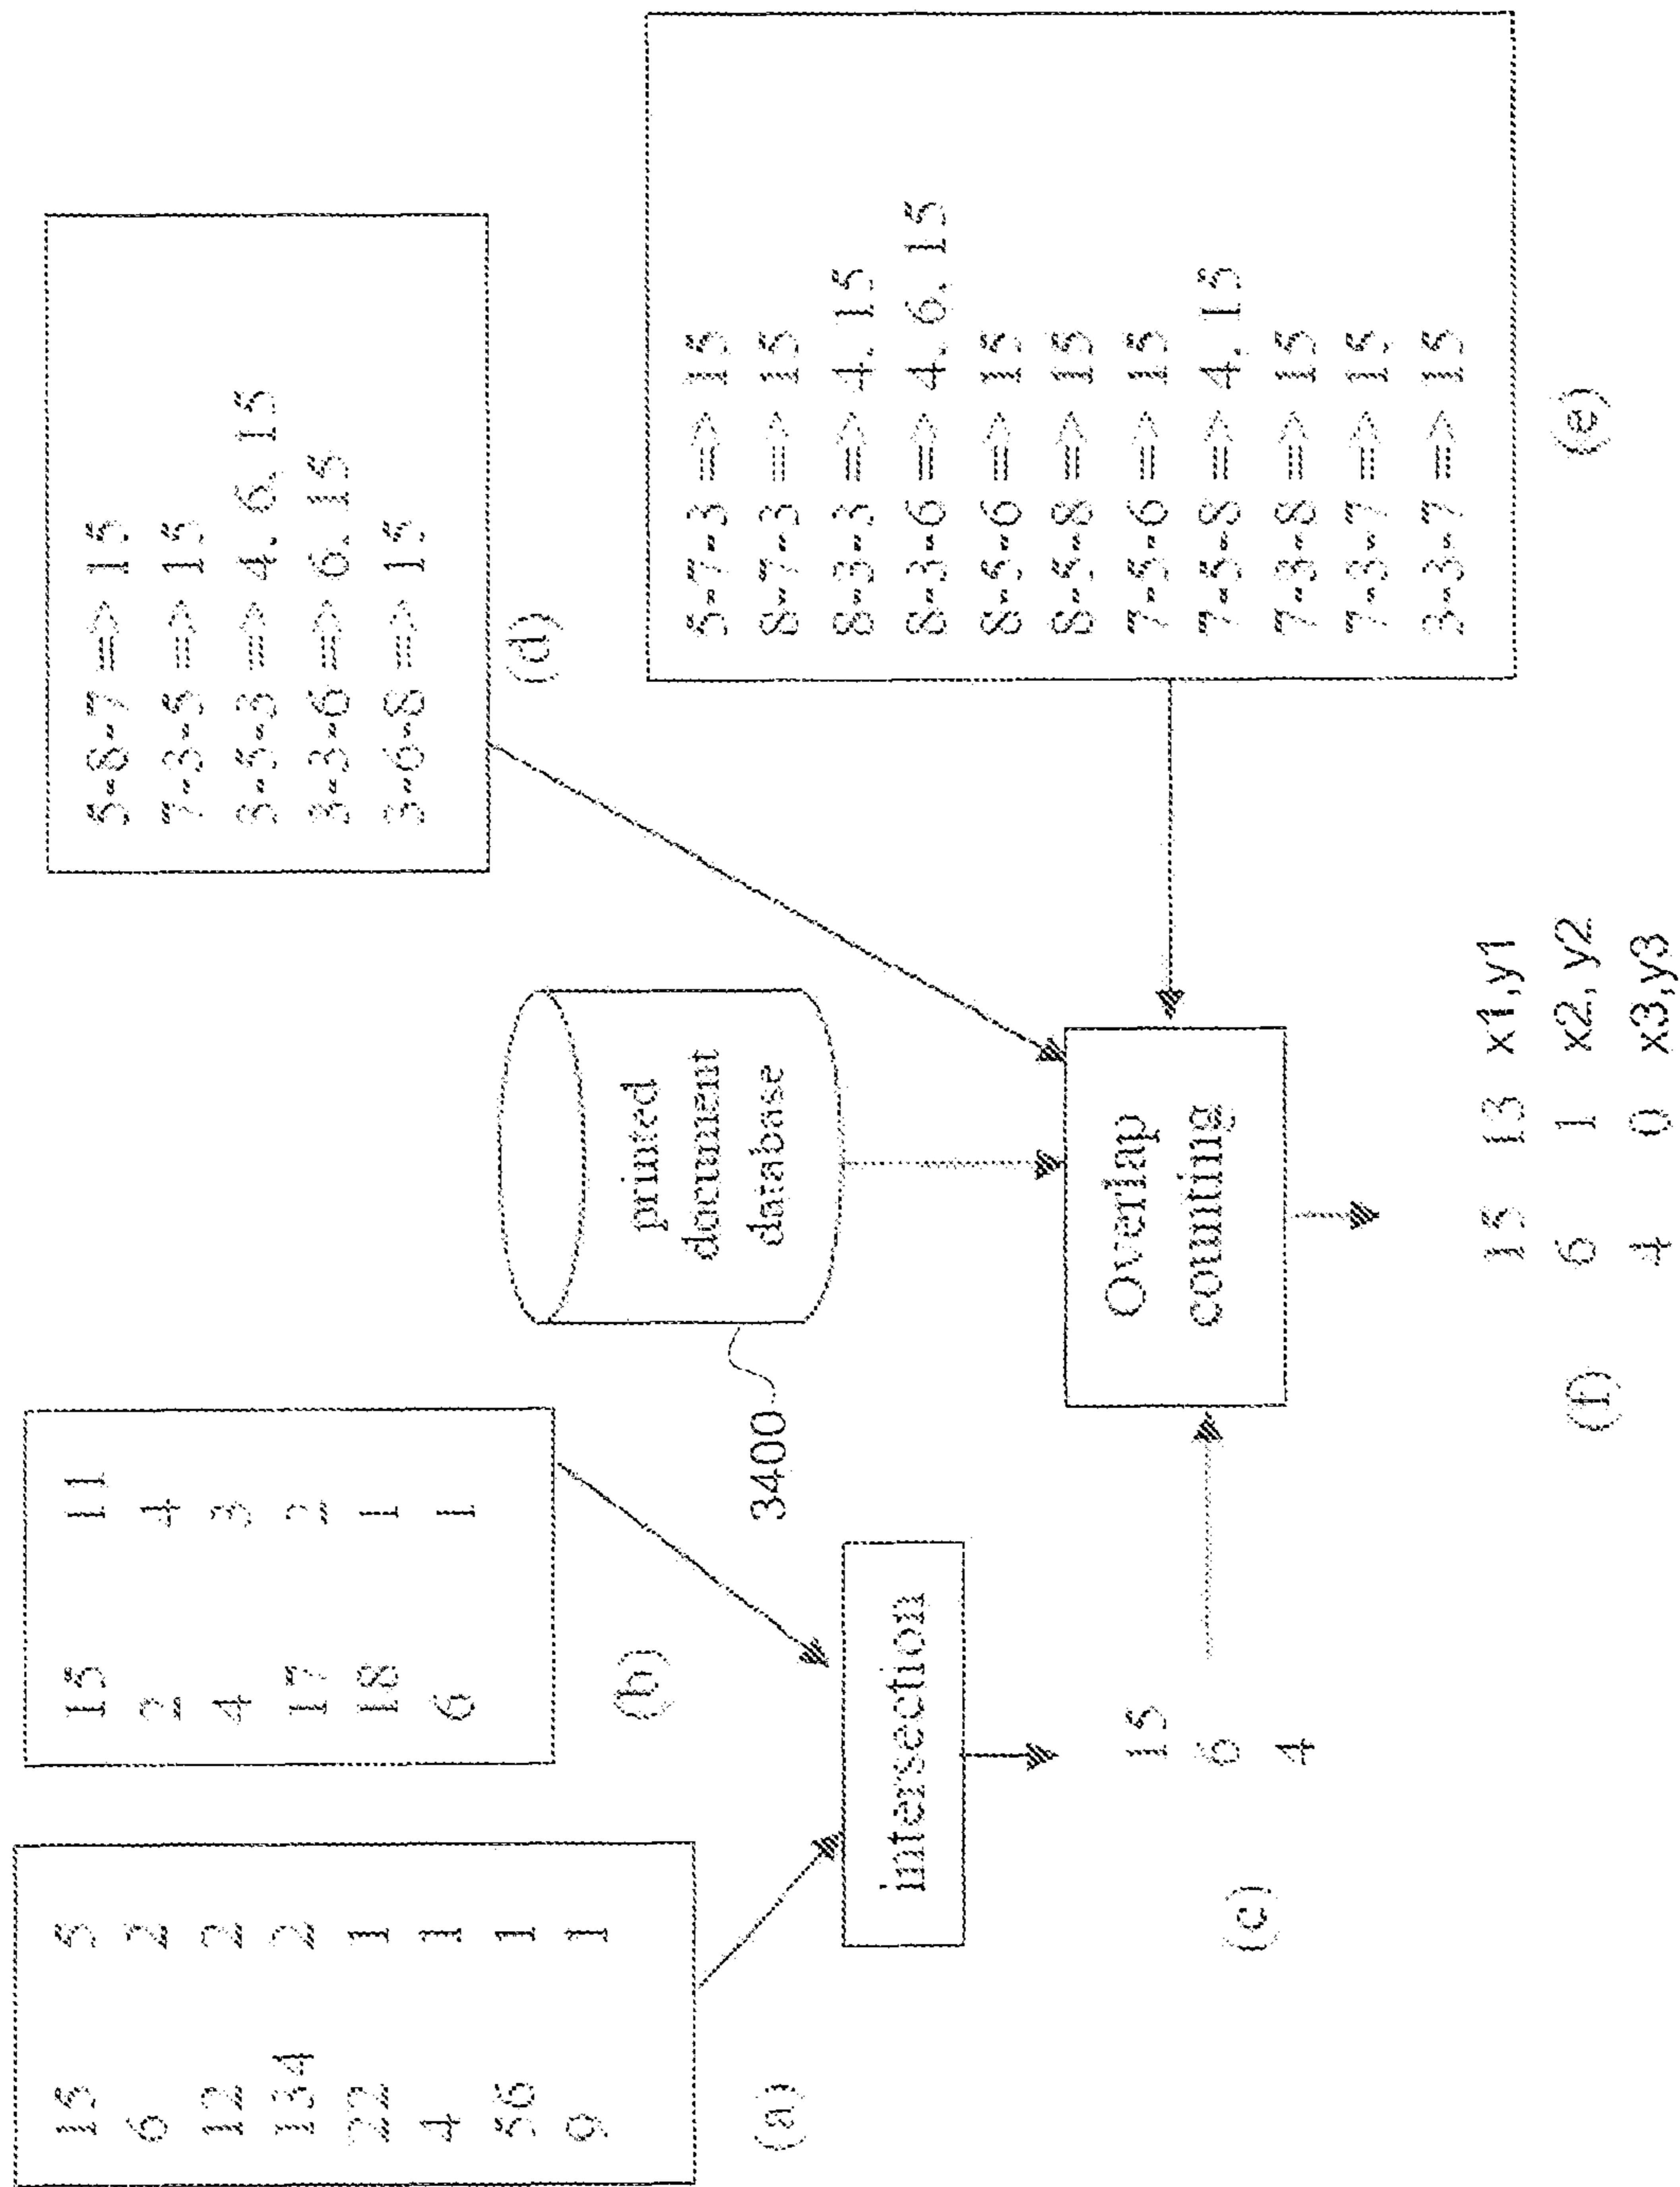 15 5
6 2
12 2
134 2
22 1
4 1
56 1
9 1
(a)
15 11
2 4
4 3
17 2
18 1
6 1
(b)
intersection
15
6
4
(c)
3400
printed
document
database
5-8-7 ==> 15
7-3-5 ==> 15
3-5-3 ==> 4, 6, 15
3-3-6 ==> 6, 15
3-6-8 ==> 15
(d)
5-7-3 ==> 15
8-7-3 ==> 15
8-3-3 ==> 4, 15
8-3-6 ==> 4, 6, 15
8-5-6 ==> 15
8-5-8 ==> 15
7-5-6 ==> 15
7-5-8 ==> 4, 15
7-3-8 ==> 15
7-3-7 ==> 15
3-3-7 ==> 15
(e)
Overlap
counting
15 13 x1,y1
6 1 x2,y2
4 0 x3,y3
(f)